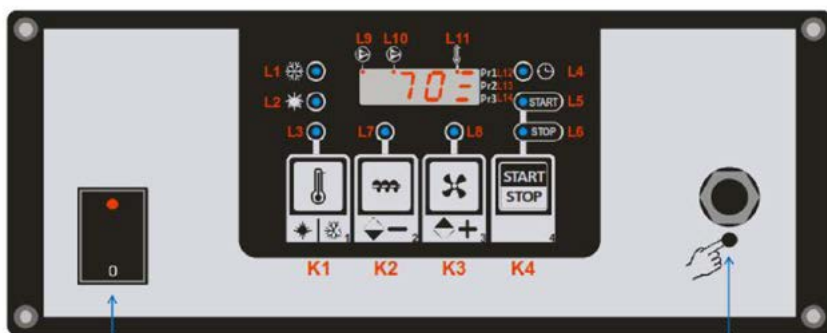 L9 L10 L11
L1 70 Pr1 L12 L4
Pr2 L13
L2 Pr3 L14 START L5
L3 L7 L8 STOP L6
START
STOP
1 − 2 + 3 4
0
K1 K2 K3 K4